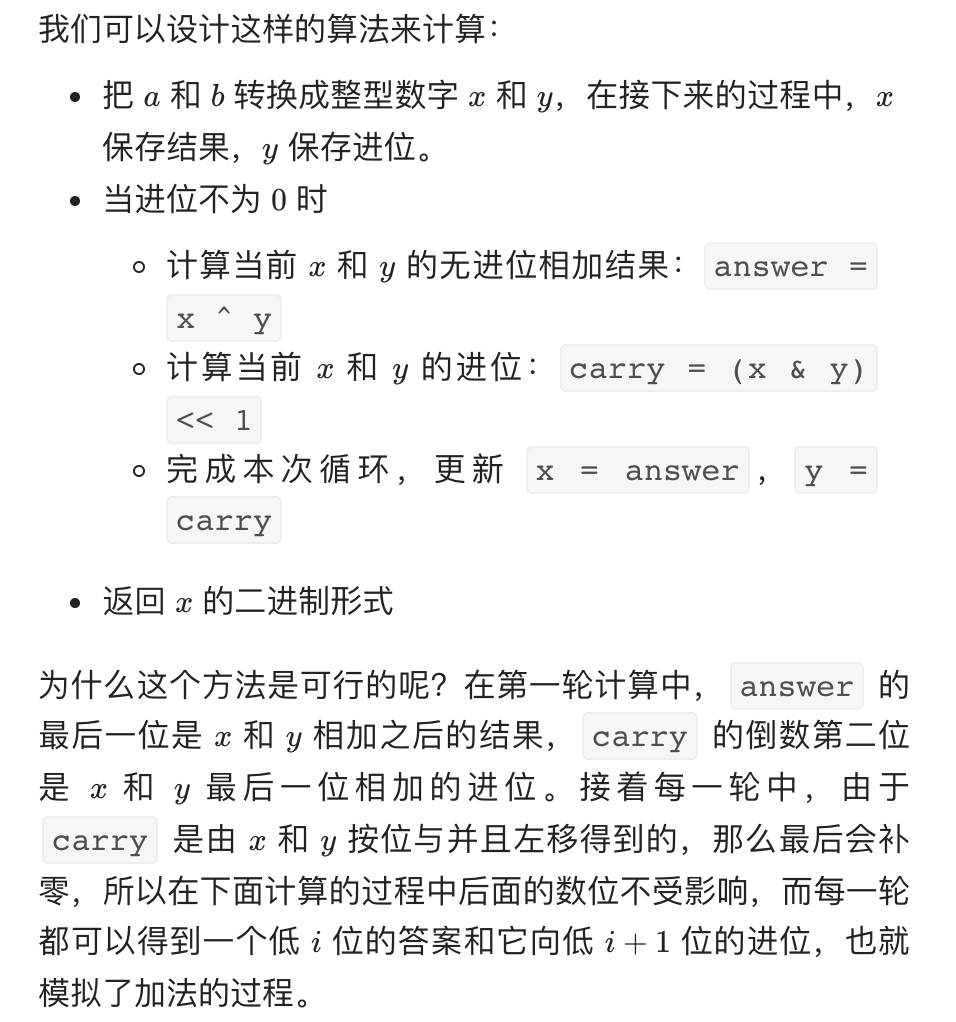 我们可以设计这样的算法来计算：
• 把 a 和 b 转换成整型数字 x 和 y，在接下来的过程中，x
保存结果，y 保存进位。
• 当进位不为 0 时
○ 计算当前 x 和 y 的无进位相加结果：answer =
x ^ y
○ 计算当前 x 和 y 的进位：carry = (x & y)
<< 1
○ 完成本次循环，更新 x = answer，y =
carry
• 返回 x 的二进制形式
为什么这个方法是可行的呢？在第一轮计算中，answer 的
最后一位是 x 和 y 相加之后的结果，carry 的倒数第二位
是 x 和 y 最后一位相加的进位。接着每一轮中，由于
carry 是由 x 和 y 按位与并且左移得到的，那么最后会补
零，所以在下面计算的过程中后面的数位不受影响，而每一轮
都可以得到一个低 i 位的答案和它向低 i + 1 位的进位，也就
模拟了加法的过程。